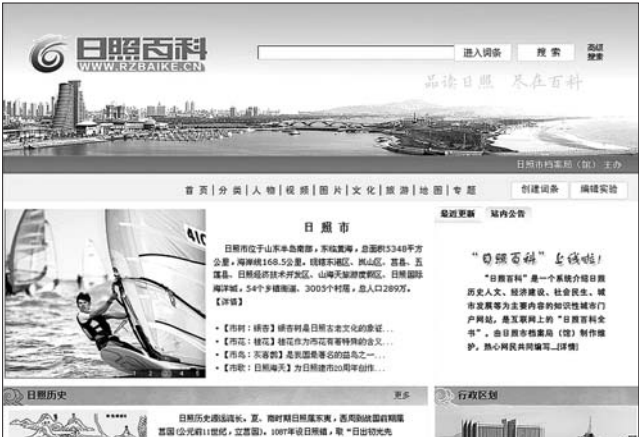 日照百科
WWW.RZBAIKE.CN
进入词条 搜索 高级搜索
品读日照 尽在百科
日照市档案局（馆）主办
首页|分类|人物|视频|图片|文化|旅游|地图|专题
创建词条 编辑实验
最近更新 站内公告
日照市
日照市位于山东半岛南部，东临黄海，总面积5348平方
公里，海岸线168.5公里。现辖东港区、岚山区、莒县、五
莲县、日照经济技术开发区、山海天旅游度假区、日照国际
海洋城，54个乡镇街道、3005个村居，总人口289万。
【详情】
•【市树：银杏】银杏树是日照古老文化的象征...
•【市花：桂花】桂花作为市花有着特殊的含义...
•【市鸟：灰喜鹊】是我国最著名的益鸟之一...
•【市歌：日照海天】为日照建市20周年创作...
“日照百科”上线啦！
“日照百科”是一个系统介绍日照
历史人文、经济建设、社会民生、城
市发展等为主要内容的知识性城市门
户网站，是互联网上的“日照百科全
书”。由日照市档案局（馆）制作维
护，热心网民共同编写...[详情]
日照历史 更多
日照历史源远流长。夏、商时期日照属东夷，西周到战国前期属
莒国(公元前11世纪，立莒国)。1087年设日照镇，取“日出初光先
行政区划